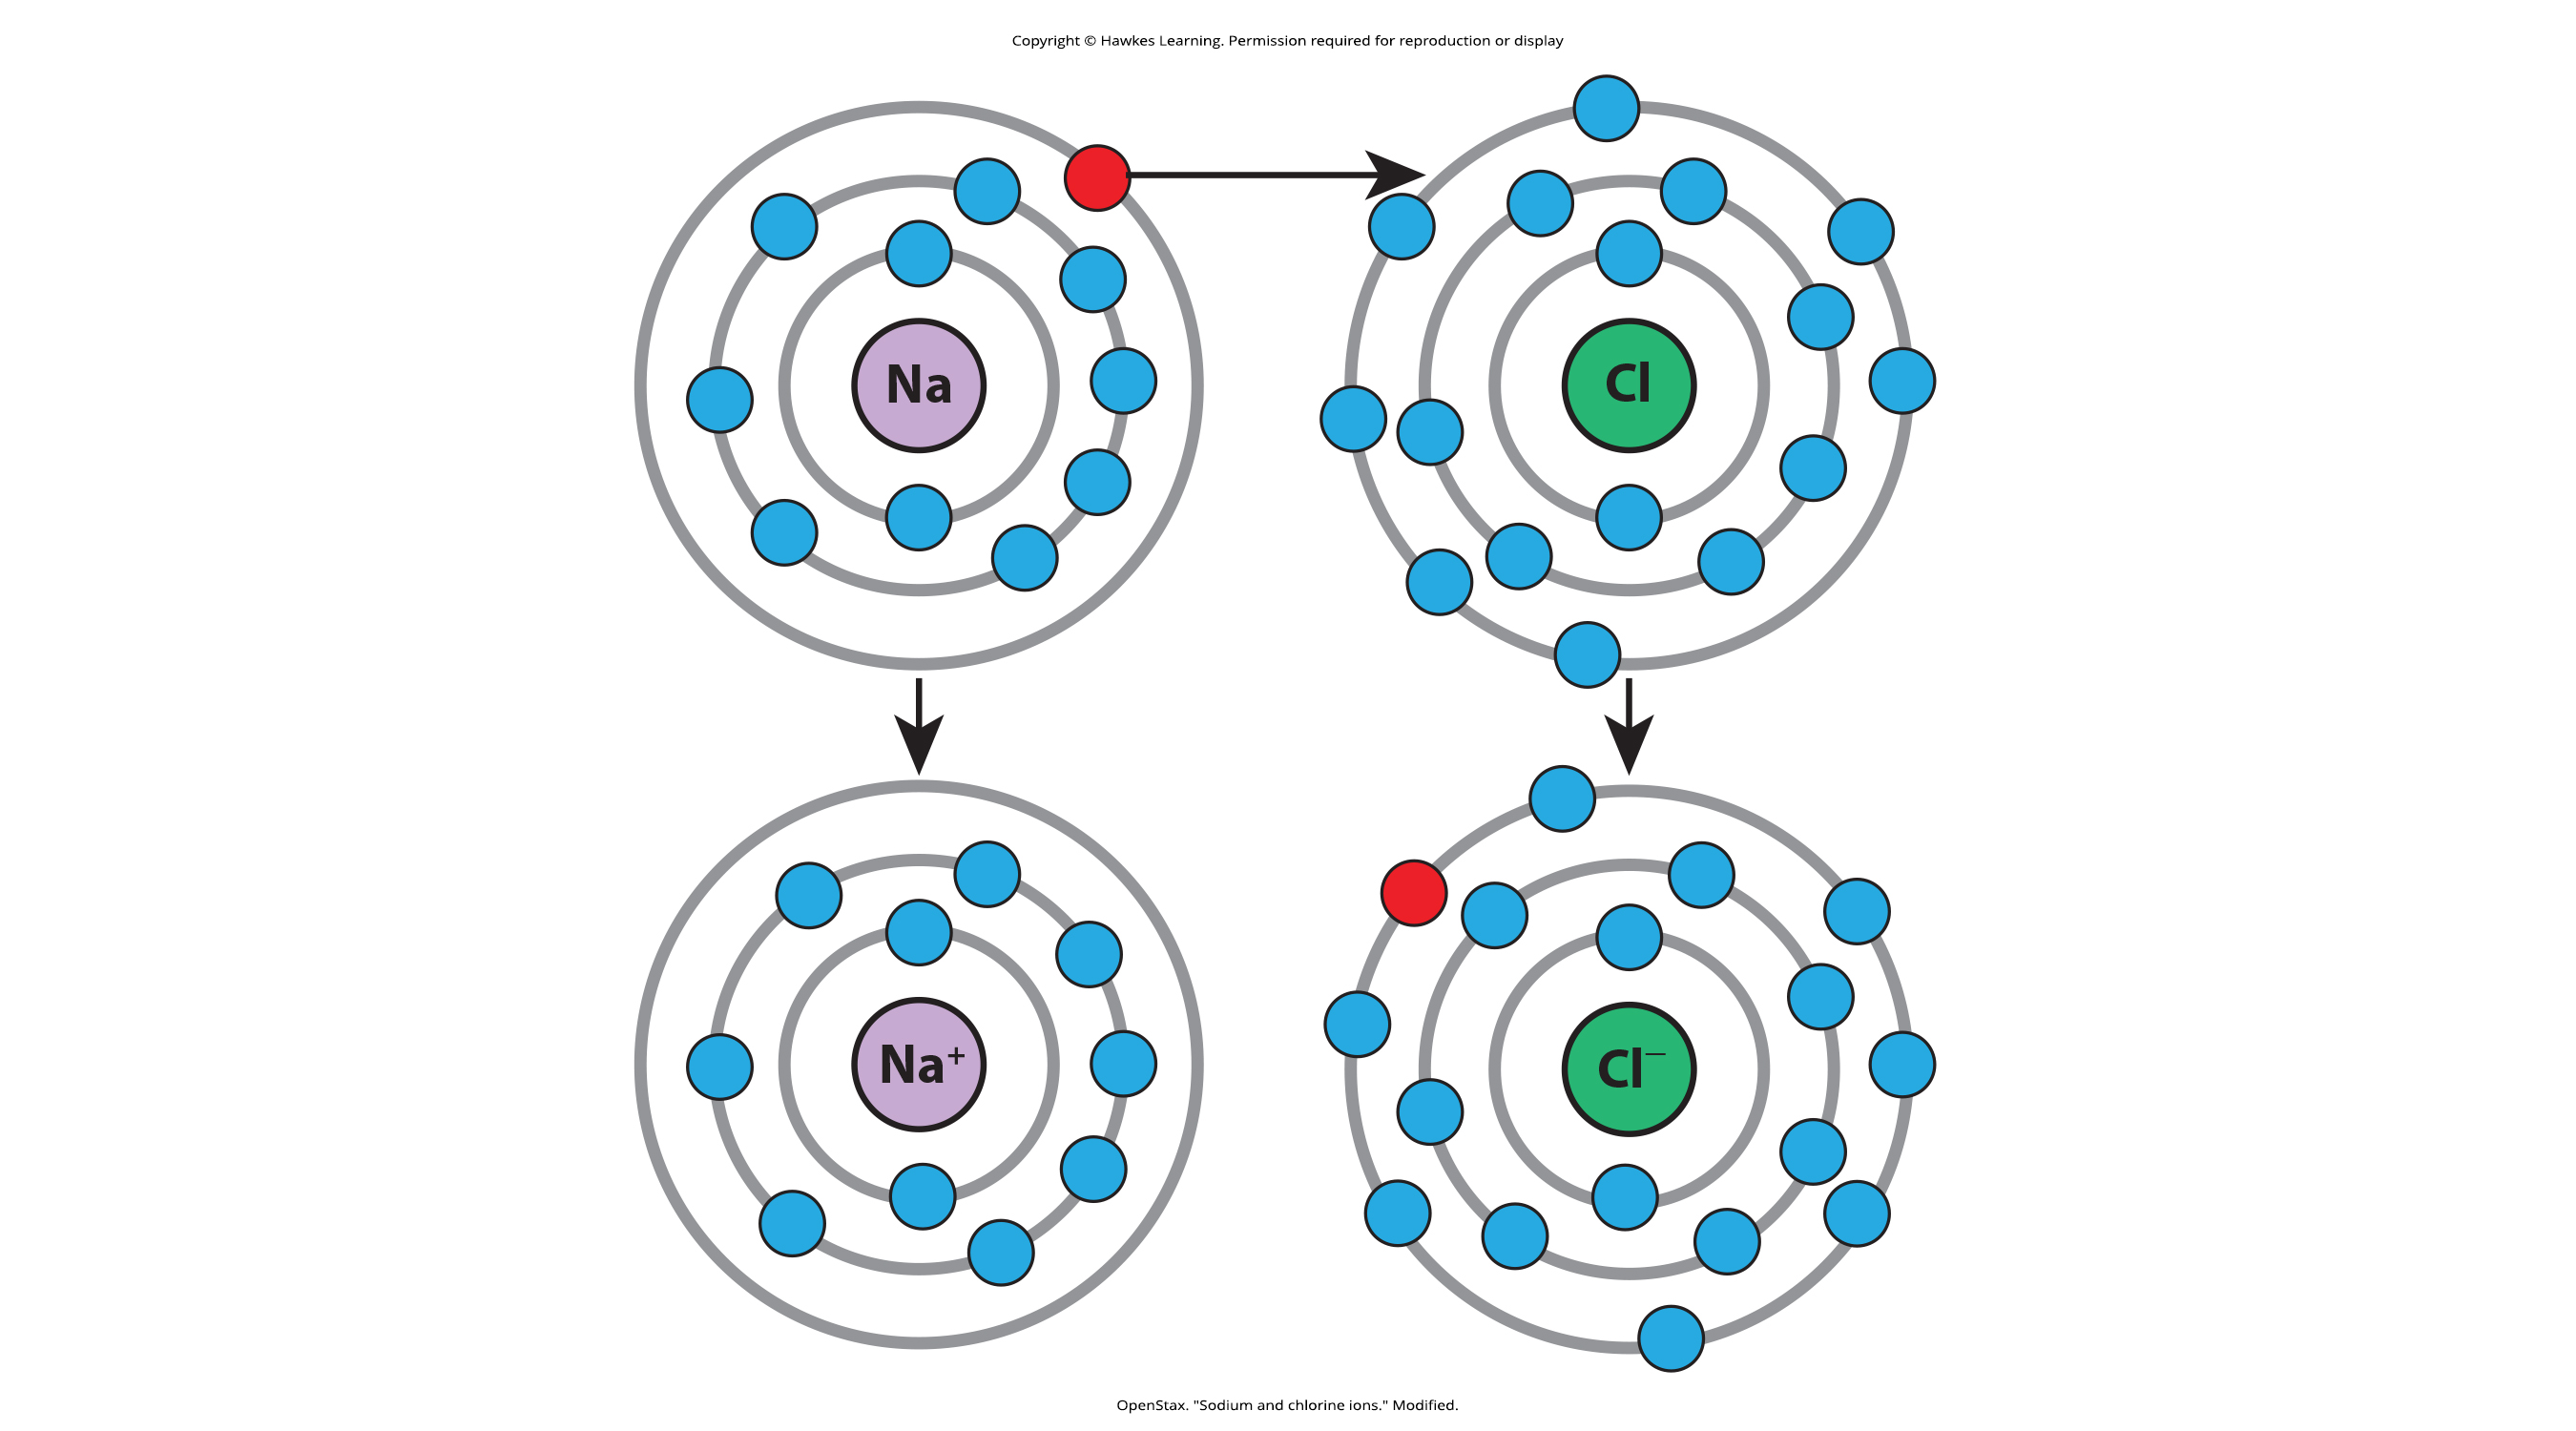 Copyright © Hawkes Learning. Permission required for reproduction or display
Na
Cl
Na⁺
Cl⁻
OpenStax. "Sodium and chlorine ions." Modified.